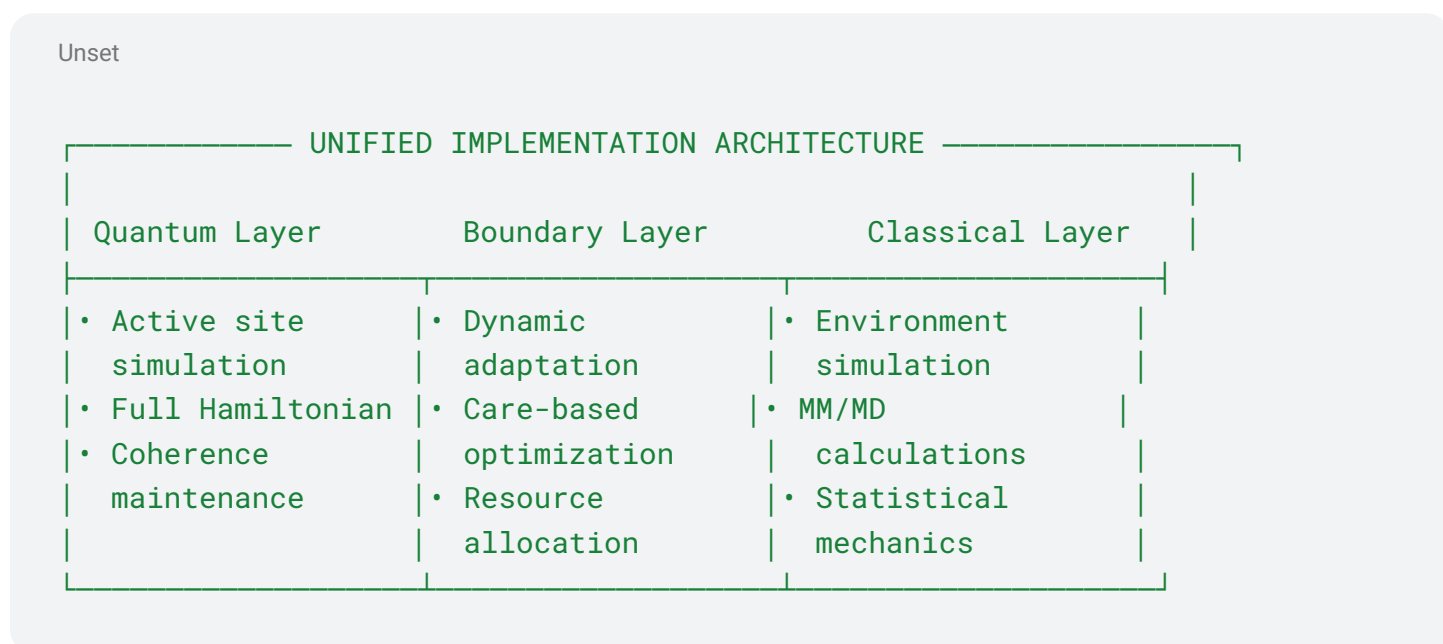 Unset
UNIFIED IMPLEMENTATION ARCHITECTURE
Quantum Layer Boundary Layer Classical Layer
• Active site • Dynamic • Environment
simulation adaptation simulation
• Full Hamiltonian • Care-based • MM/MD
• Coherence optimization calculations
maintenance • Resource • Statistical
allocation mechanics